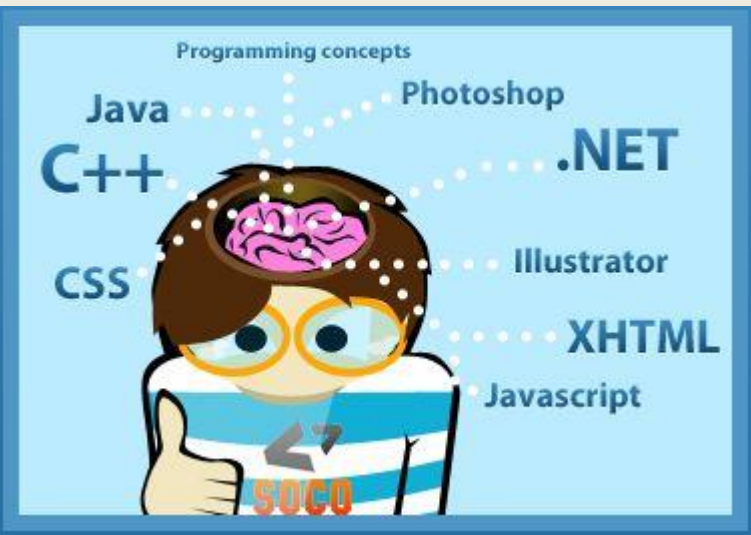 Programming concepts
Java
Photoshop
C++
.NET
CSS
Illustrator
XHTML
Javascript
SOCO